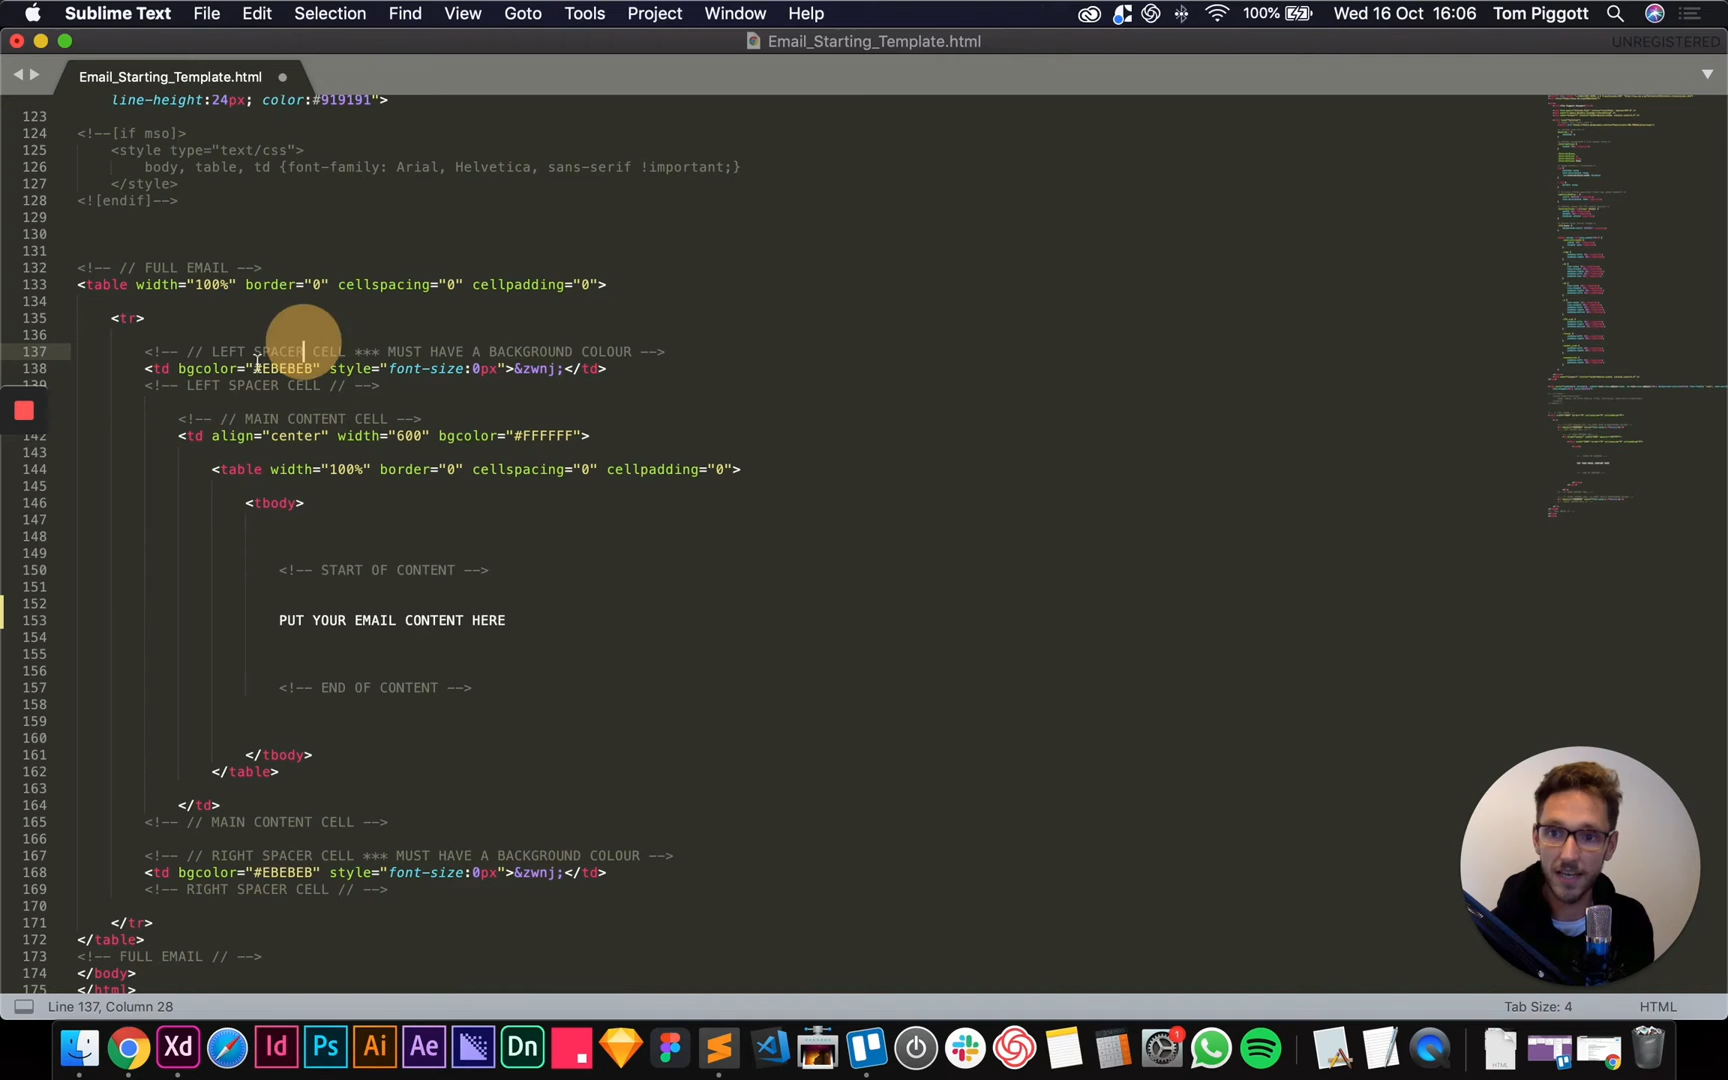 Sublime Text File Edit Selection Find View Goto Tools Project Window Help 100% Wed 16 Oct 16:06 Tom Piggott
Email_Starting_Template.html UNREGISTERED
Email_Starting_Template.html
line-height:24px; color:#919191">
123
124 <!--[if mso]>
125 <style type="text/css">
126 body, table, td {font-family: Arial, Helvetica, sans-serif !important;}
127 </style>
128 <![endif]-->
129
130
131
132 <!-- // FULL EMAIL -->
133 <table width="100%" border="0" cellspacing="0" cellpadding="0">
134
135 <tr>
136
137 <!-- // LEFT SPACER CELL *** MUST HAVE A BACKGROUND COLOUR -->
138 <td bgcolor="#EBEBEB" style="font-size:0px">&zwnj;</td>
139 <!-- LEFT SPACER CELL // -->
<!-- // MAIN CONTENT CELL -->
142 <td align="center" width="600" bgcolor="#FFFFFF">
143
144 <table width="100%" border="0" cellspacing="0" cellpadding="0">
145
146 <tbody>
147
148
149
150 <!-- START OF CONTENT -->
151
152
153 PUT YOUR EMAIL CONTENT HERE
154
155
156
157 <!-- END OF CONTENT -->
158
159
160
161 </tbody>
162 </table>
163
164 </td>
165 <!-- // MAIN CONTENT CELL -->
166
167 <!-- // RIGHT SPACER CELL *** MUST HAVE A BACKGROUND COLOUR -->
168 <td bgcolor="#EBEBEB" style="font-size:0px">&zwnj;</td>
169 <!-- RIGHT SPACER CELL // -->
170
171 </tr>
172 </table>
173 <!-- FULL EMAIL // -->
174 </body>
175 </html>
Line 137, Column 28 Tab Size: 4 HTML
Xd Id Ps Ai Ae Dn 1